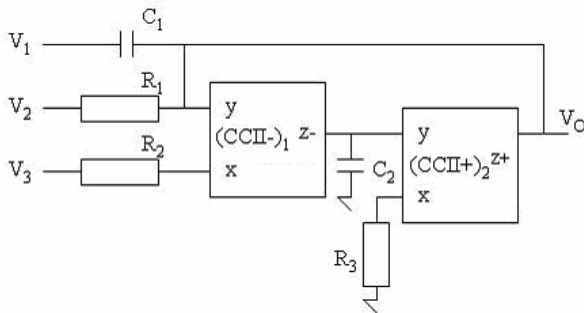 C1
V1
R1
V2
y
(CCII-)1
z-
x
R2
V3
C2
y
(CCII+)2
z+
x
VO
R3